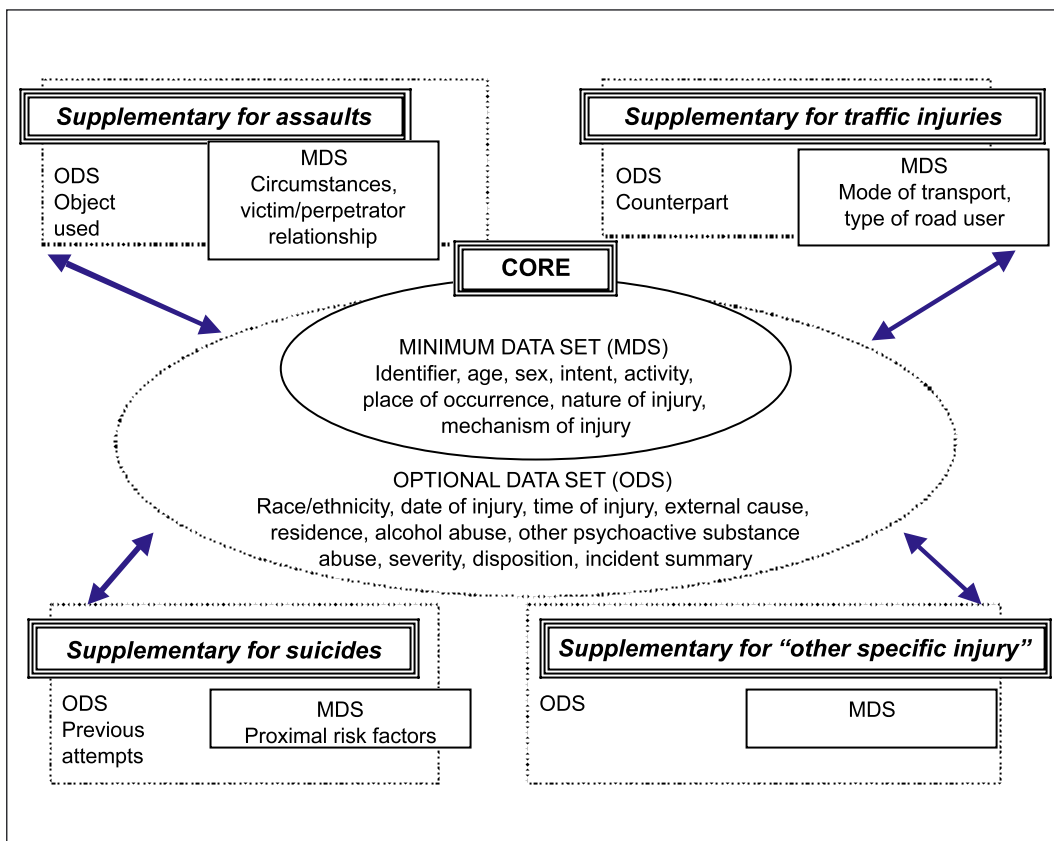 Supplementary for assaults
ODS
Object
used
MDS
Circumstances,
victim/perpetrator
relationship
Supplementary for traffic injuries
ODS
Counterpart
MDS
Mode of transport,
type of road user
CORE
MINIMUM DATA SET (MDS)
Identifier, age, sex, intent, activity,
place of occurrence, nature of injury,
mechanism of injury
OPTIONAL DATA SET (ODS)
Race/ethnicity, date of injury, time of injury, external cause,
residence, alcohol abuse, other psychoactive substance
abuse, severity, disposition, incident summary
Supplementary for suicides
ODS
Previous
attempts
MDS
Proximal risk factors
Supplementary for “other specific injury”
ODS
MDS